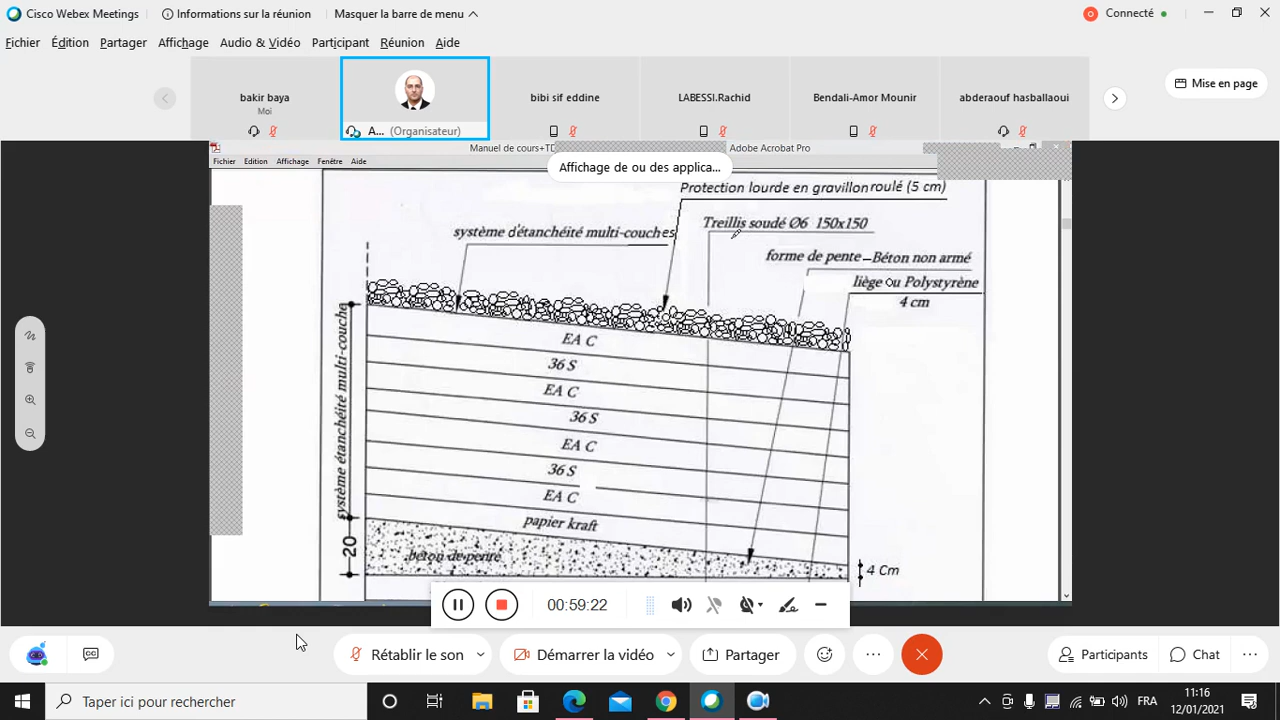 Cisco Webex Meetings
Informations sur la réunion
Masquer la barre de menu
Connecté
Fichier Édition Partager Affichage Audio & Vidéo Participant Réunion Aide
bakir baya
Moi
A... (Organisateur)
bibi sif eddine
LABESSI.Rachid
Bendali-Amor Mounir
abderaouf hasballaoui
Mise en page
Manuel de cours+TD
Adobe Acrobat Pro
Fichier Edition Affichage Fenêtre Aide
Affichage de ou des applica...
Protection lourde en gravillon roulé (5 cm)
Treillis soudé Ø6 150x150
système d'étanchéité multi-couches
forme de pente - Béton non armé
liège ou Polystyrène
4 cm
système étanchéité multi-couche
EA C
36 S
EA C
36 S
EA C
36 S
EA C
papier kraft
béton de pente
20
4 Cm
00:59:22
Rétablir le son
Démarrer la vidéo
Partager
Participants
Chat
CC
Taper ici pour rechercher
FRA
11:16
12/01/2021